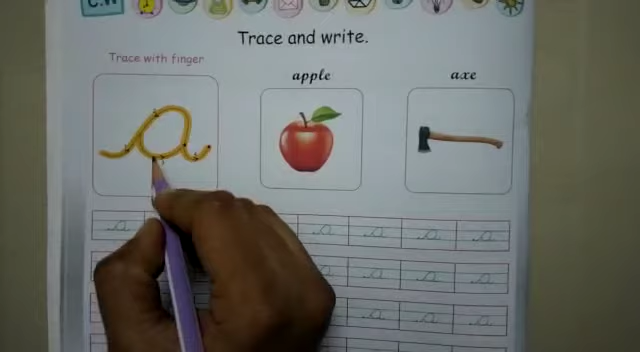 C.W
Trace and write.
Trace with finger
apple
axe
a
a a a a a
a a a a
a a a